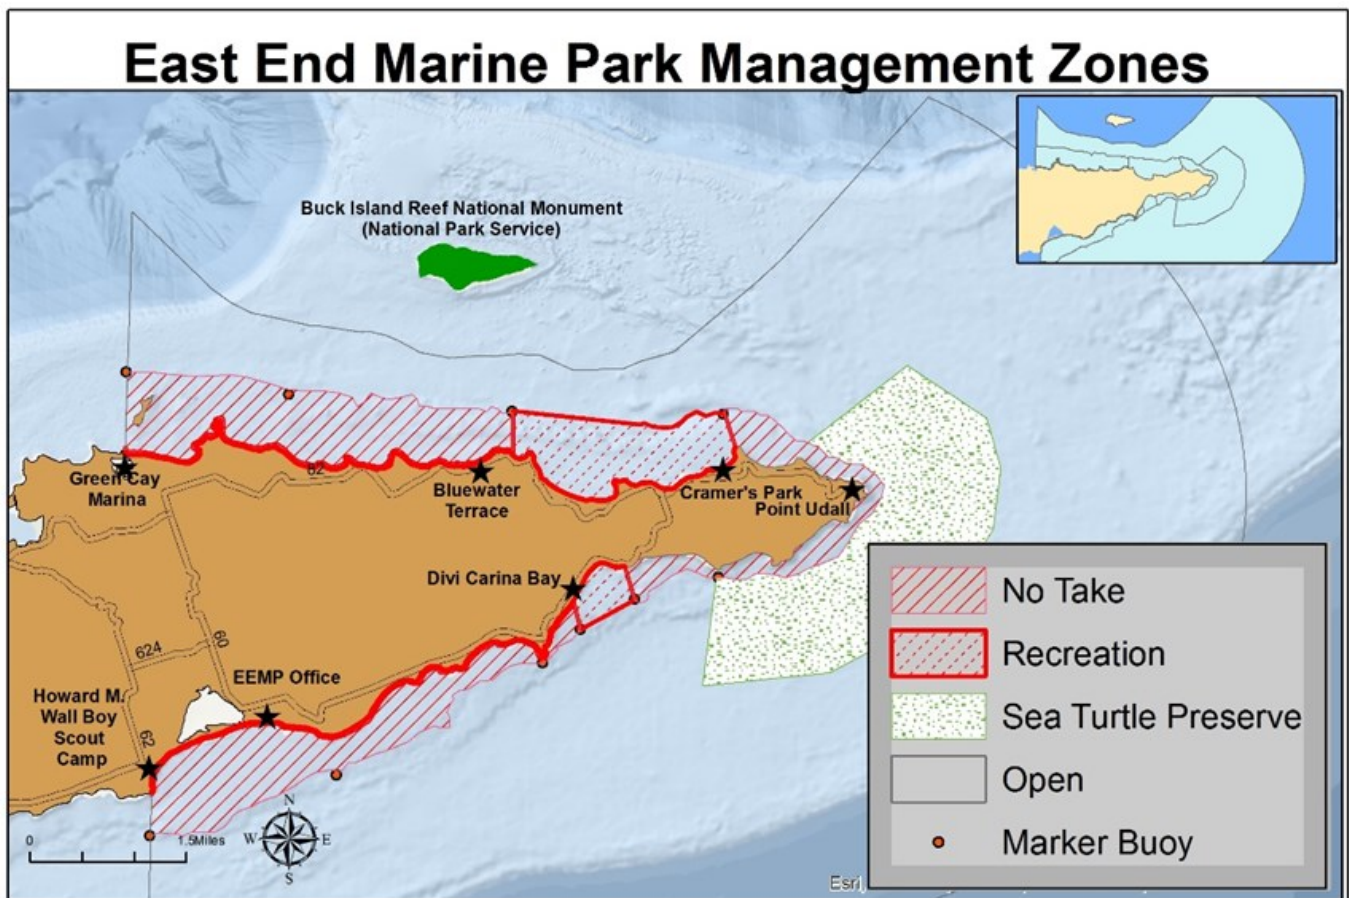 East End Marine Park Management Zones
Buck Island Reef National Monument
(National Park Service)
Green Cay
Marina
82
Bluewater
Terrace
Cramer's Park
Point Udall
Divi Carina Bay
624
60
EEMP Office
Howard M.
Wall Boy
Scout
Camp
62
N
W
E
S
0
1.5Miles
No Take
Recreation
Sea Turtle Preserve
Open
Marker Buoy
Esri,